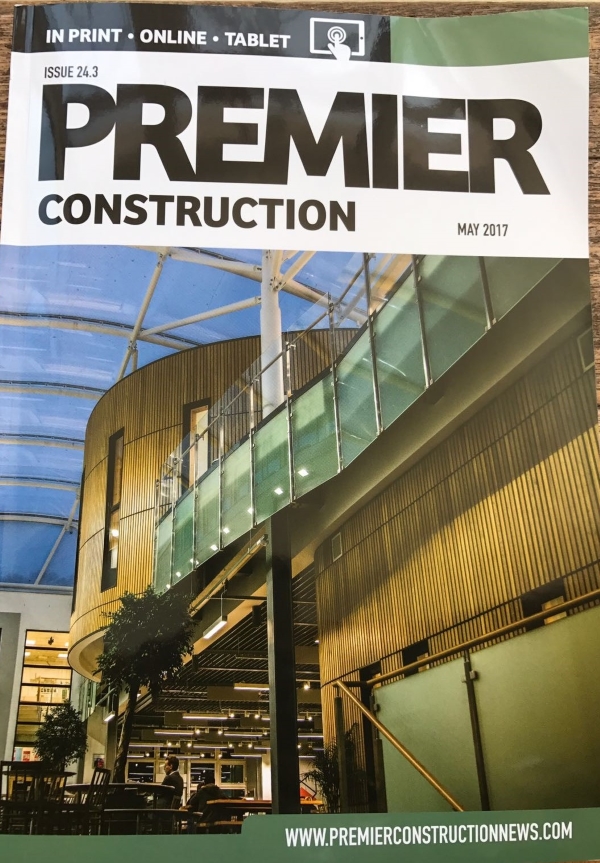 IN PRINT • ONLINE • TABLET
ISSUE 24.3
PREMIER
CONSTRUCTION
MAY 2017
WWW.PREMIERCONSTRUCTIONNEWS.COM